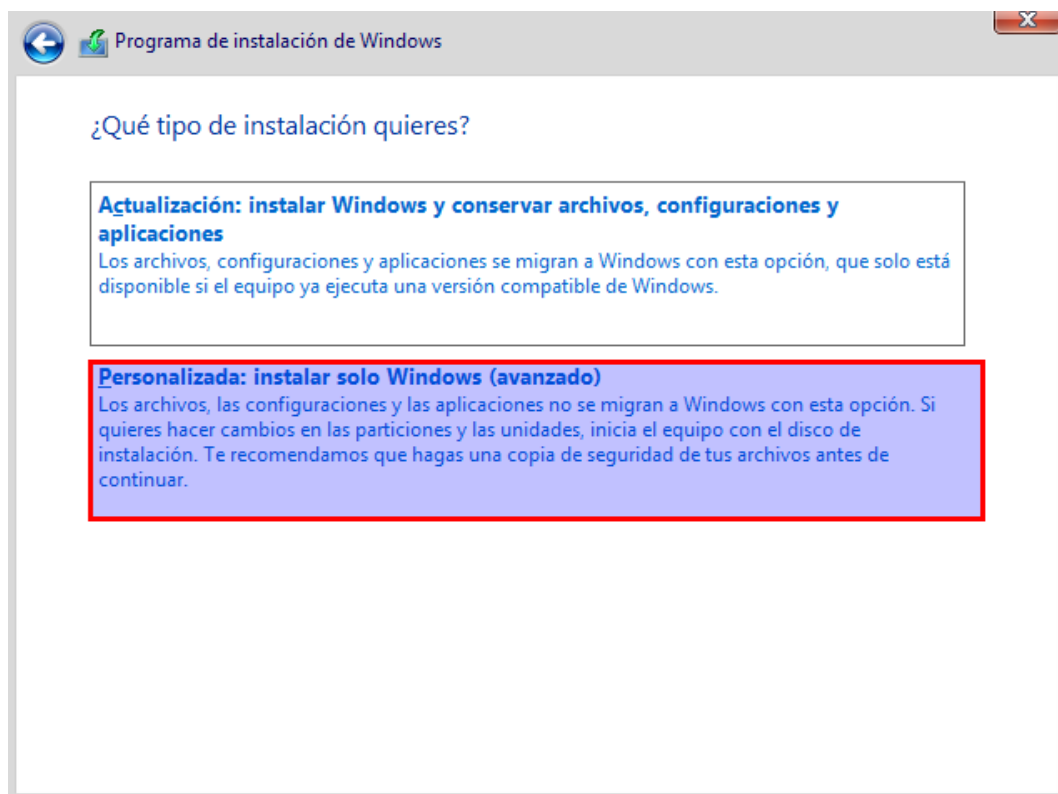 Programa de instalación de Windows
¿Qué tipo de instalación quieres?
Actualización: instalar Windows y conservar archivos, configuraciones y
aplicaciones
Los archivos, configuraciones y aplicaciones se migran a Windows con esta opción, que solo está
disponible si el equipo ya ejecuta una versión compatible de Windows.
Personalizada: instalar solo Windows (avanzado)
Los archivos, las configuraciones y las aplicaciones no se migran a Windows con esta opción. Si
quieres hacer cambios en las particiones y las unidades, inicia el equipo con el disco de
instalación. Te recomendamos que hagas una copia de seguridad de tus archivos antes de
continuar.